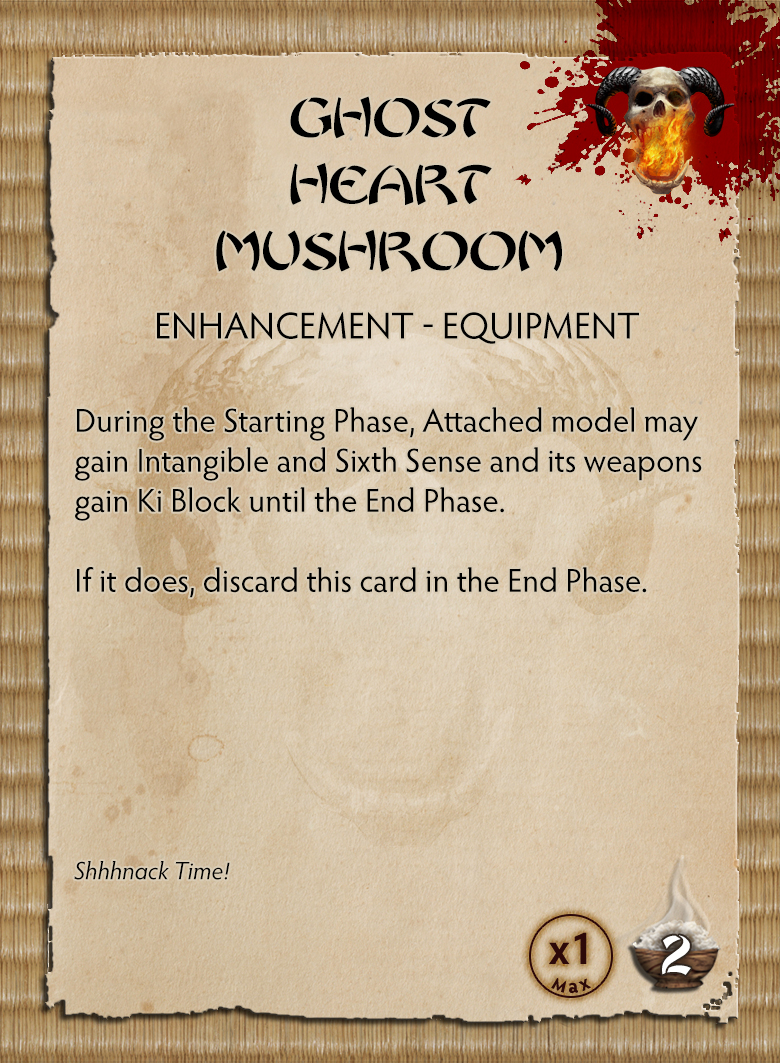 GHOST
HEART
MUSHROOM
ENHANCEMENT - EQUIPMENT
During the Starting Phase, Attached model may
gain Intangible and Sixth Sense and its weapons
gain Ki Block until the End Phase.
If it does, discard this card in the End Phase.
Shhhnack Time!
x1
Max
2